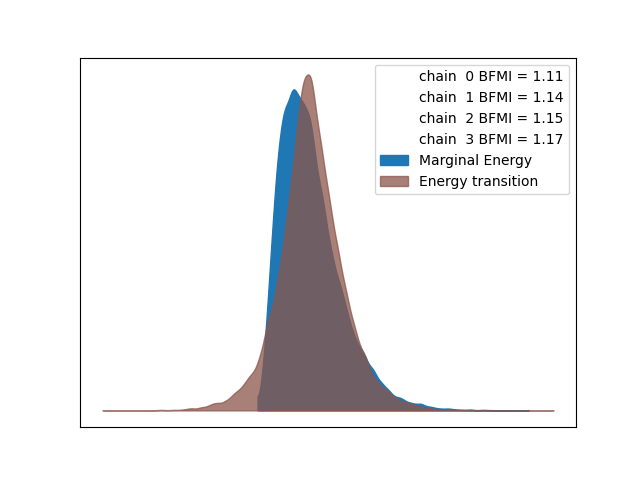 chain  0 BFMI = 1.11
chain  1 BFMI = 1.14
chain  2 BFMI = 1.15
chain  3 BFMI = 1.17
Marginal Energy
Energy transition